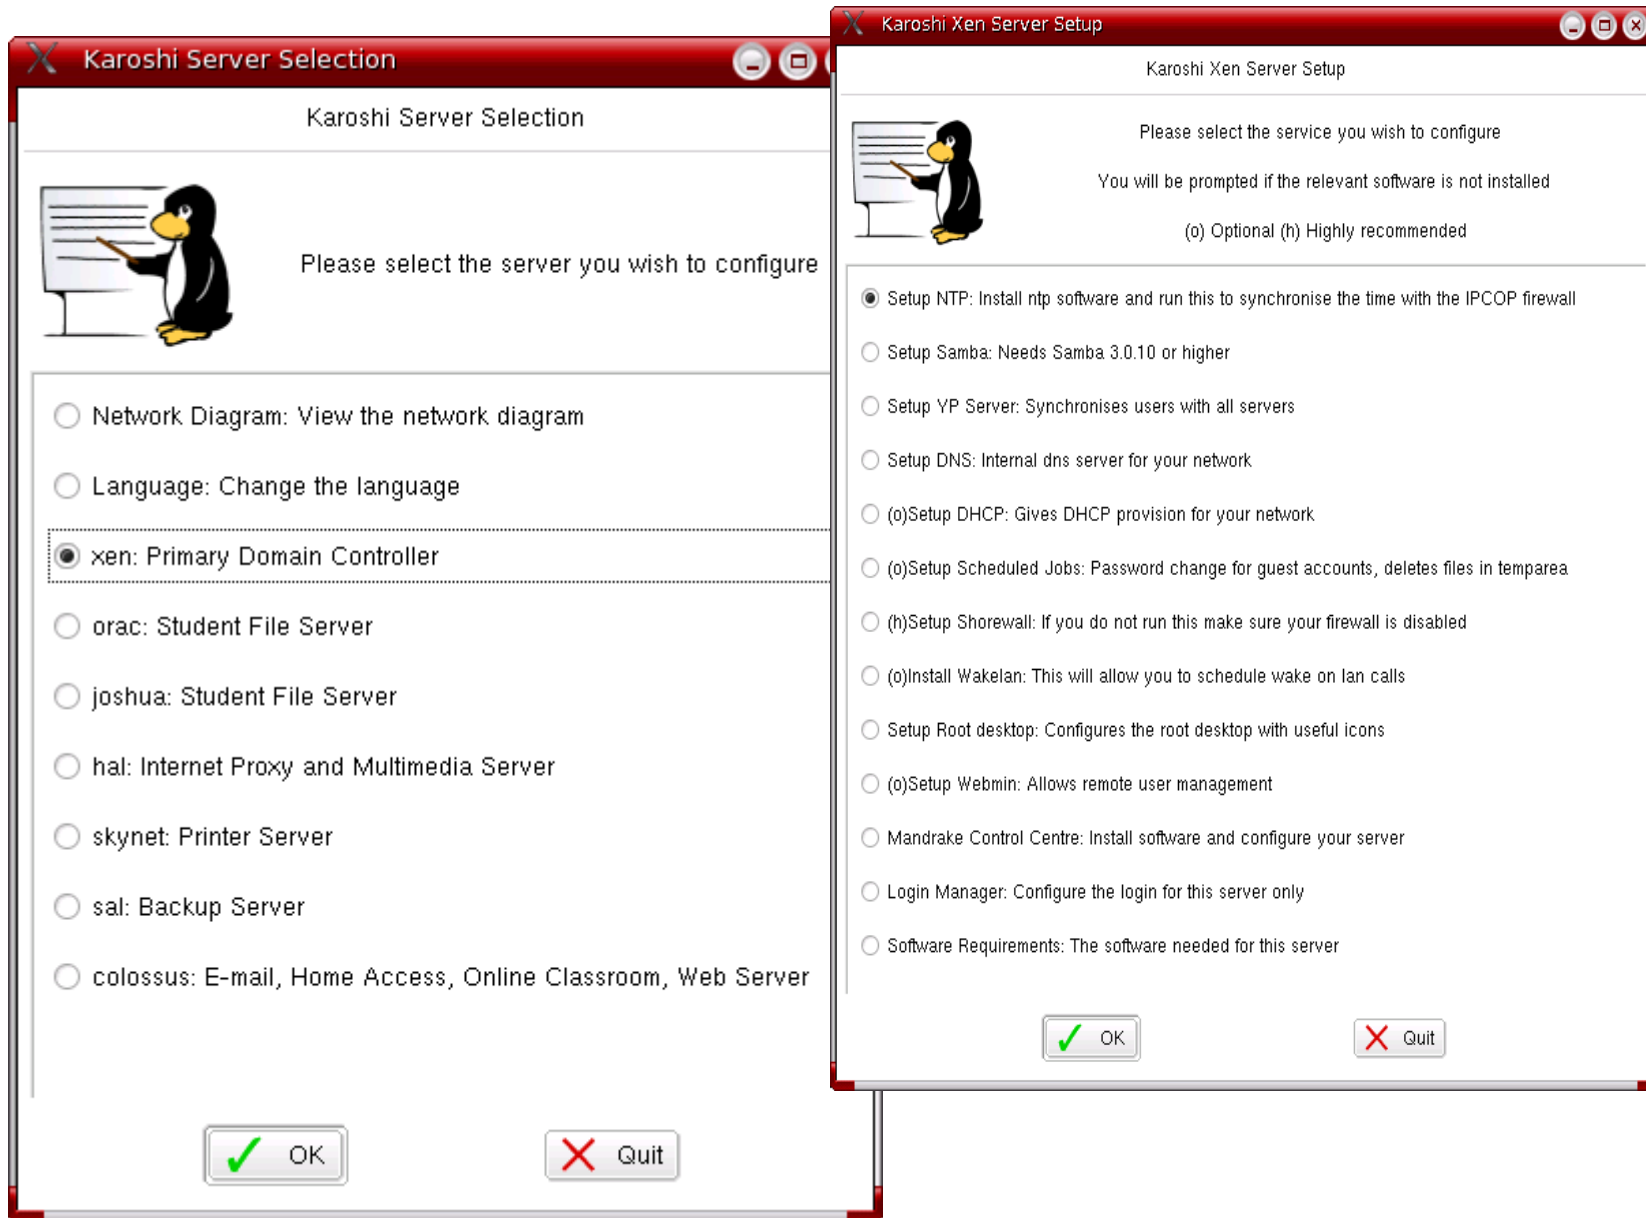 Karoshi Server Selection
Karoshi Server Selection
Please select the server you wish to configure
Network Diagram: View the network diagram
Language: Change the language
xen: Primary Domain Controller
orac: Student File Server
joshua: Student File Server
hal: Internet Proxy and Multimedia Server
skynet: Printer Server
sal: Backup Server
colossus: E-mail, Home Access, Online Classroom, Web Server
OK
Quit
Karoshi Xen Server Setup
Karoshi Xen Server Setup
Please select the service you wish to configure
You will be prompted if the relevant software is not installed
(o) Optional (h) Highly recommended
Setup NTP: Install ntp software and run this to synchronise the time with the IPCOP firewall
Setup Samba: Needs Samba 3.0.10 or higher
Setup YP Server: Synchronises users with all servers
Setup DNS: Internal dns server for your network
(o)Setup DHCP: Gives DHCP provision for your network
(o)Setup Scheduled Jobs: Password change for guest accounts, deletes files in temparea
(h)Setup Shorewall: If you do not run this make sure your firewall is disabled
(o)Install Wakelan: This will allow you to schedule wake on lan calls
Setup Root desktop: Configures the root desktop with useful icons
(o)Setup Webmin: Allows remote user management
Mandrake Control Centre: Install software and configure your server
Login Manager: Configure the login for this server only
Software Requirements: The software needed for this server
OK
Quit